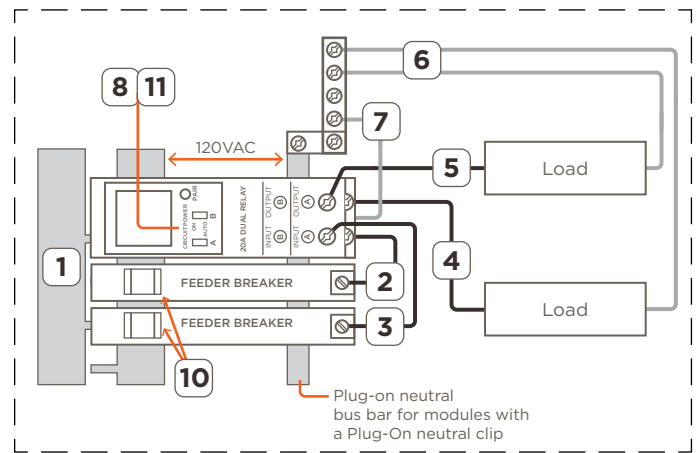 6
8 11
7
120VAC
5
Load
PAIR
CIRCUIT POWER
ON
AUTO
A B
20A DUAL RELAY
INPUT OUTPUT
B B
INPUT OUTPUT
A A
1
4
FEEDER BREAKER
2
FEEDER BREAKER
3
Load
10
Plug-on neutral
bus bar for modules with
a Plug-On neutral clip